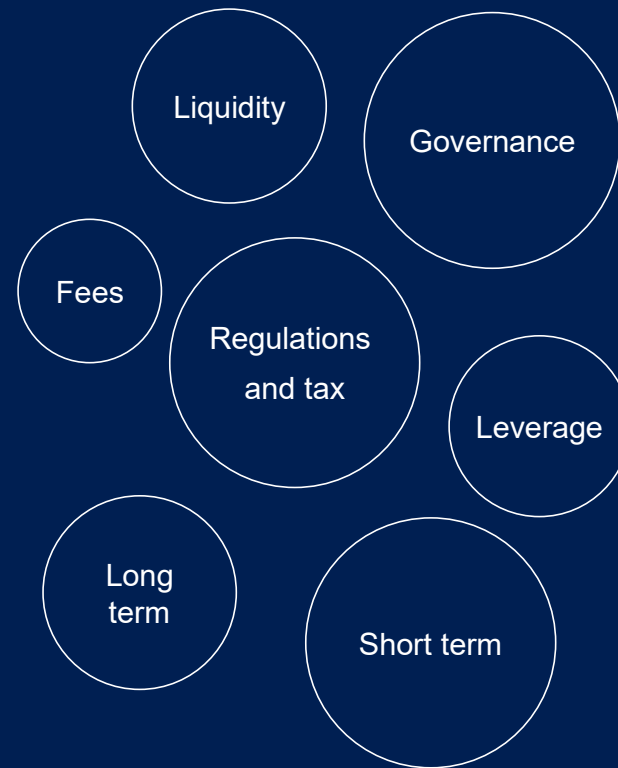 Liquidity
Governance
Fees
Regulations
and tax
Leverage
Long
term
Short term